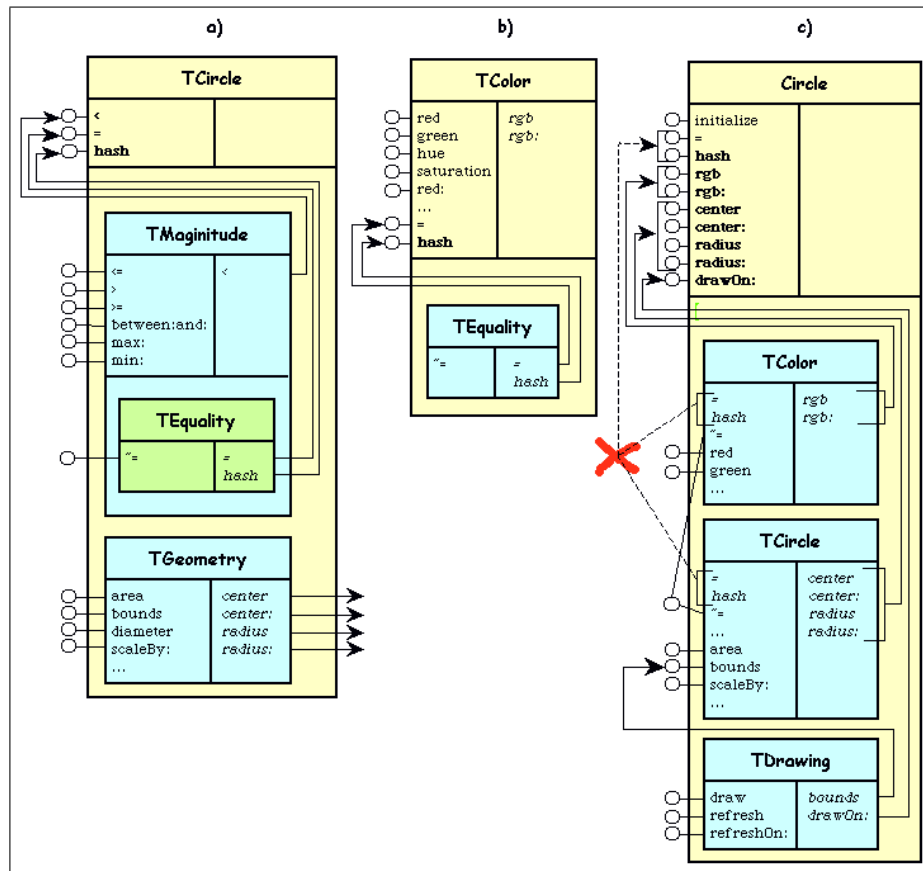 a)
TCircle
<
=
hash
TMaginitude
<=
<
>
>=
between:and:
max:
min:
TEquality
~=
=
hash
TGeometry
area
center
bounds
center:
diameter
radius
scaleBy:
radius:
...
b)
TColor
red
rgb
green
rgb:
hue
saturation
red:
...
=
hash
TEquality
~=
=
hash
c)
Circle
initialize
=
hash
rgb
rgb:
center
center:
radius
radius:
drawOn:
TColor
=
rgb
hash
rgb:
~=
red
green
...
TCircle
=
center
hash
center:
~=
radius
...
radius:
area
bounds
scaleBy:
...
TDrawing
draw
bounds
refresh
drawOn:
refreshOn: